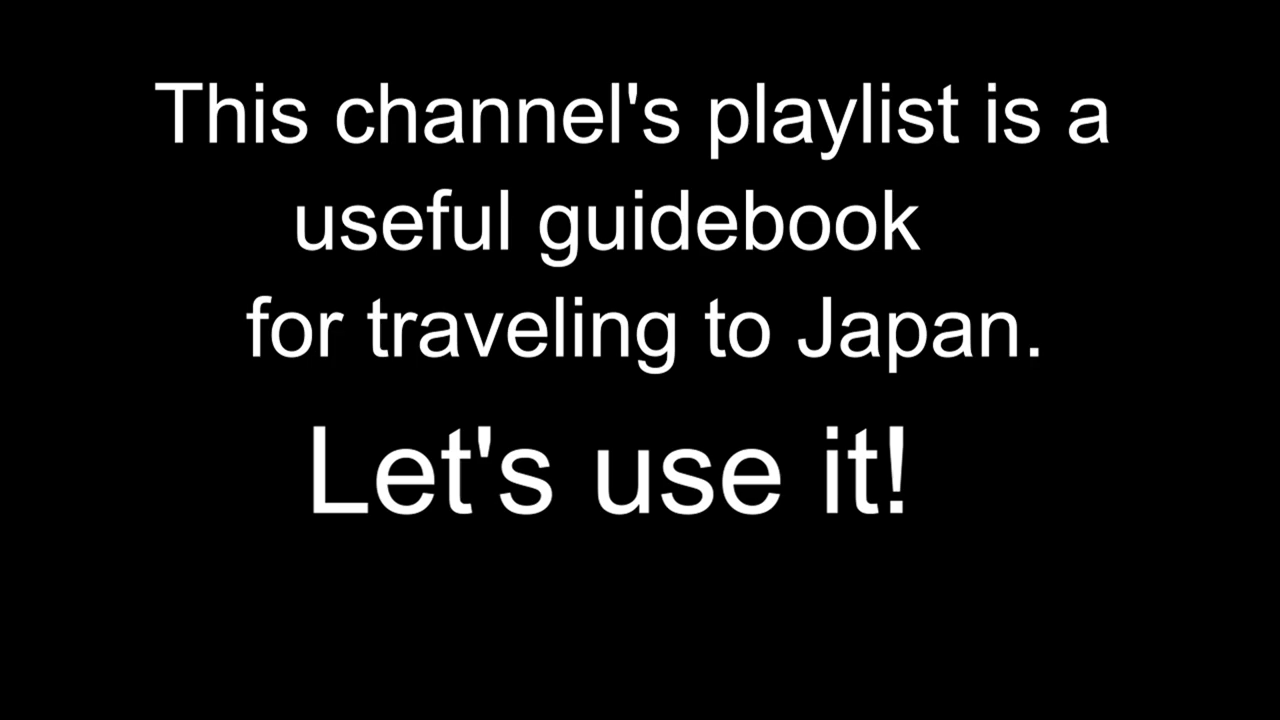 This channel's playlist is a
useful guidebook
for traveling to Japan.
Let's use it!